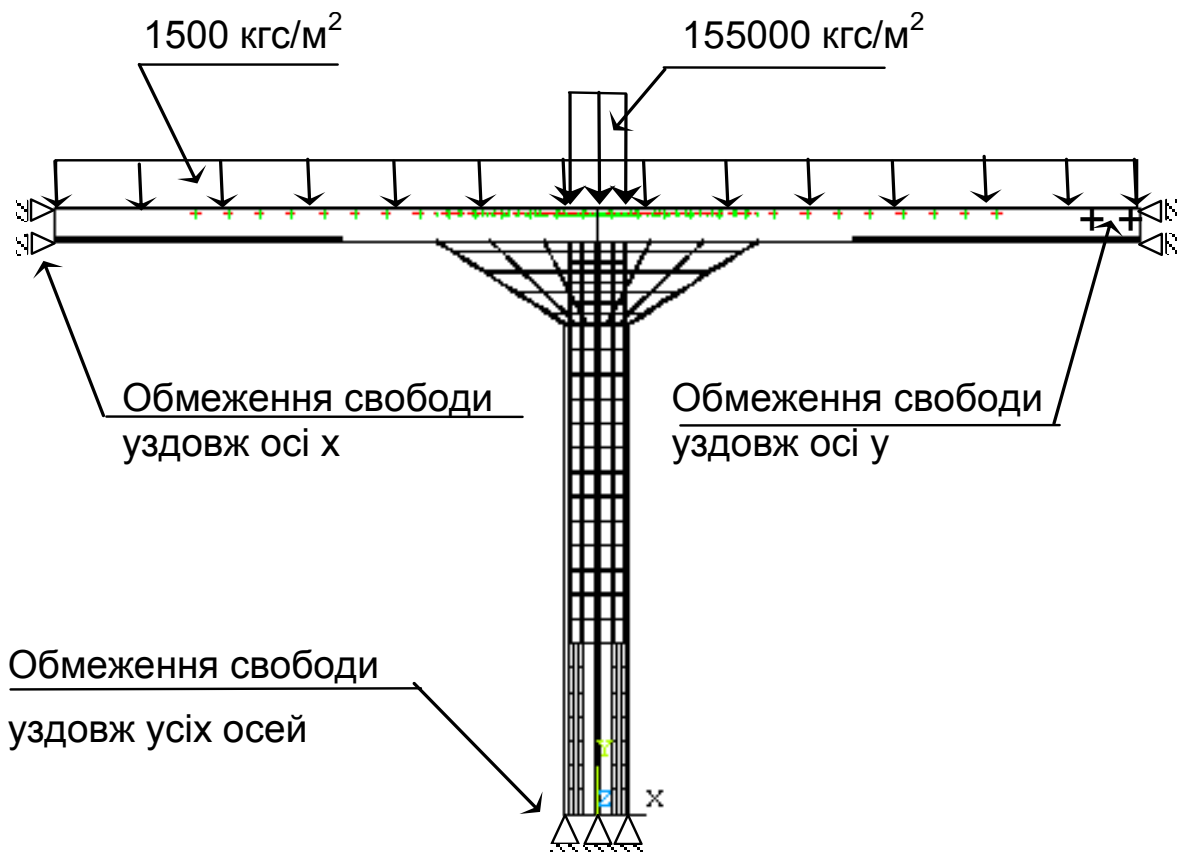 1500 кгс/м²
155000 кгс/м²
Обмеження свободи
уздовж осі х
Обмеження свободи
уздовж осі у
Обмеження свободи
уздовж усіх осей
Y
Z
X